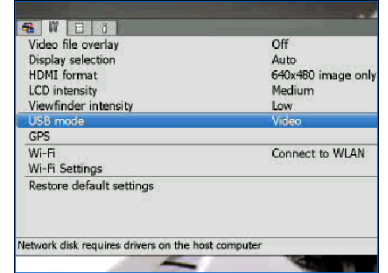 Video file overlay Off
Display selection Auto
HDMI format 640x480 image only
LCD intensity Medium
Viewfinder intensity Low
USB mode Video
GPS
Wi-Fi Connect to WLAN
Wi-Fi Settings
Restore default settings
Network disk requires drivers on the host computer